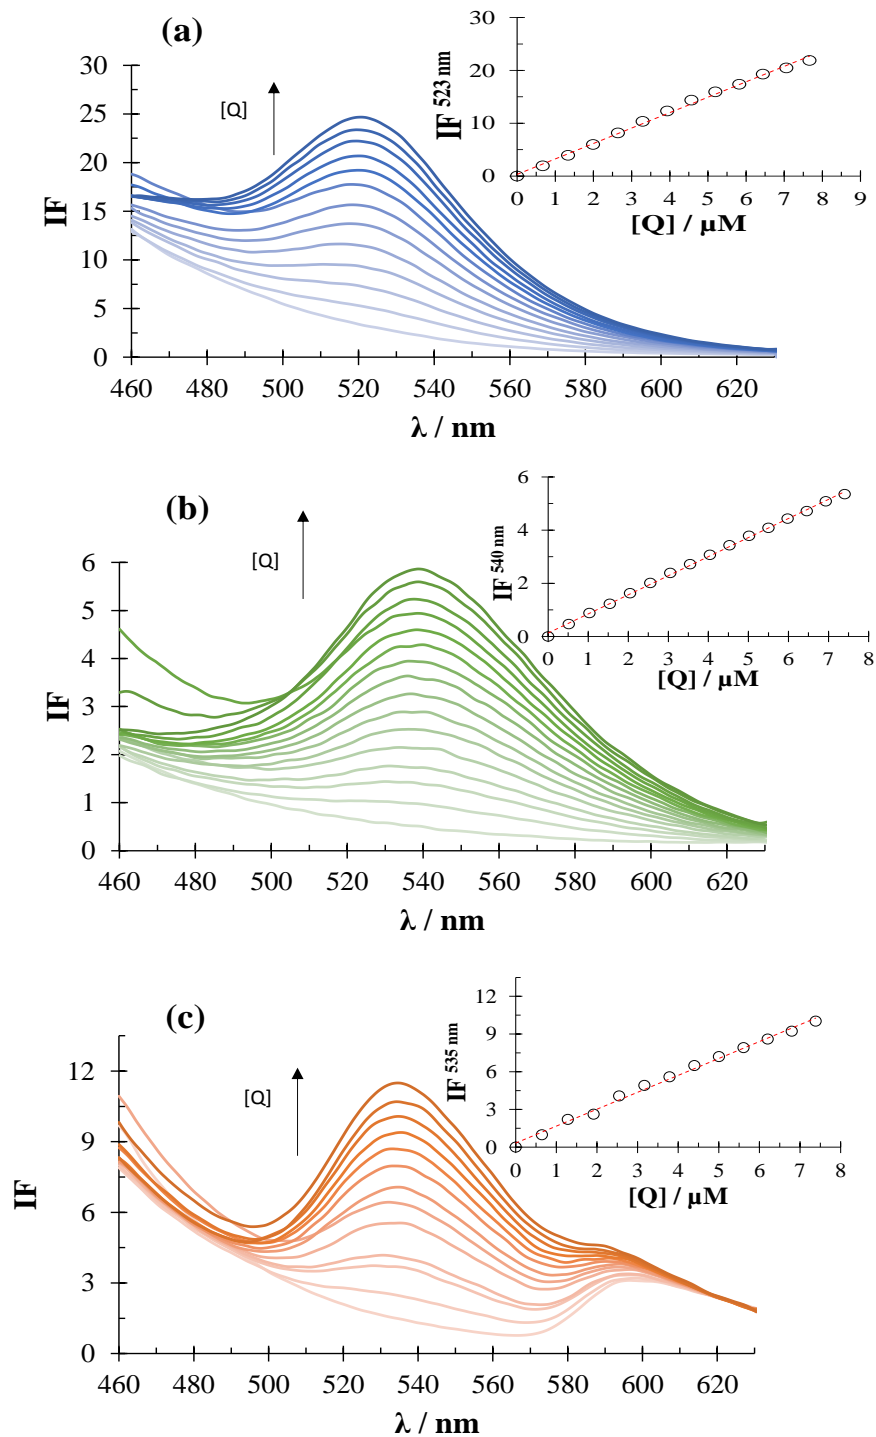 (a)
[Q]
IF
30
25
20
15
10
5
0
460 480 500 520 540 560 580 600 620
λ / nm
IF 523 nm
30
20
10
0
0 1 2 3 4 5 6 7 8 9
[Q] / µM
(b)
[Q]
IF
6
5
4
3
2
1
0
460 480 500 520 540 560 580 600 620
λ / nm
IF 540 nm
6
4
2
0
0 1 2 3 4 5 6 7 8
[Q] / µM
(c)
[Q]
IF
12
9
6
3
0
460 480 500 520 540 560 580 600 620
λ / nm
IF 535 nm
12
9
6
3
0
0 1 2 3 4 5 6 7 8
[Q] / µM